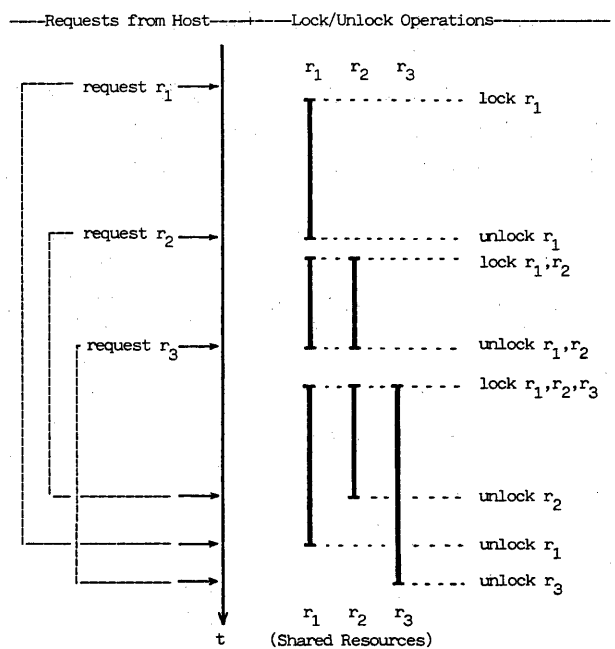 Requests from Host
Lock/Unlock Operations
r1 r2 r3
request r1
lock r1
request r2
unlock r1
lock r1,r2
request r3
unlock r1,r2
lock r1,r2,r3
unlock r2
unlock r1
unlock r3
r1 r2 r3
t (Shared Resources)